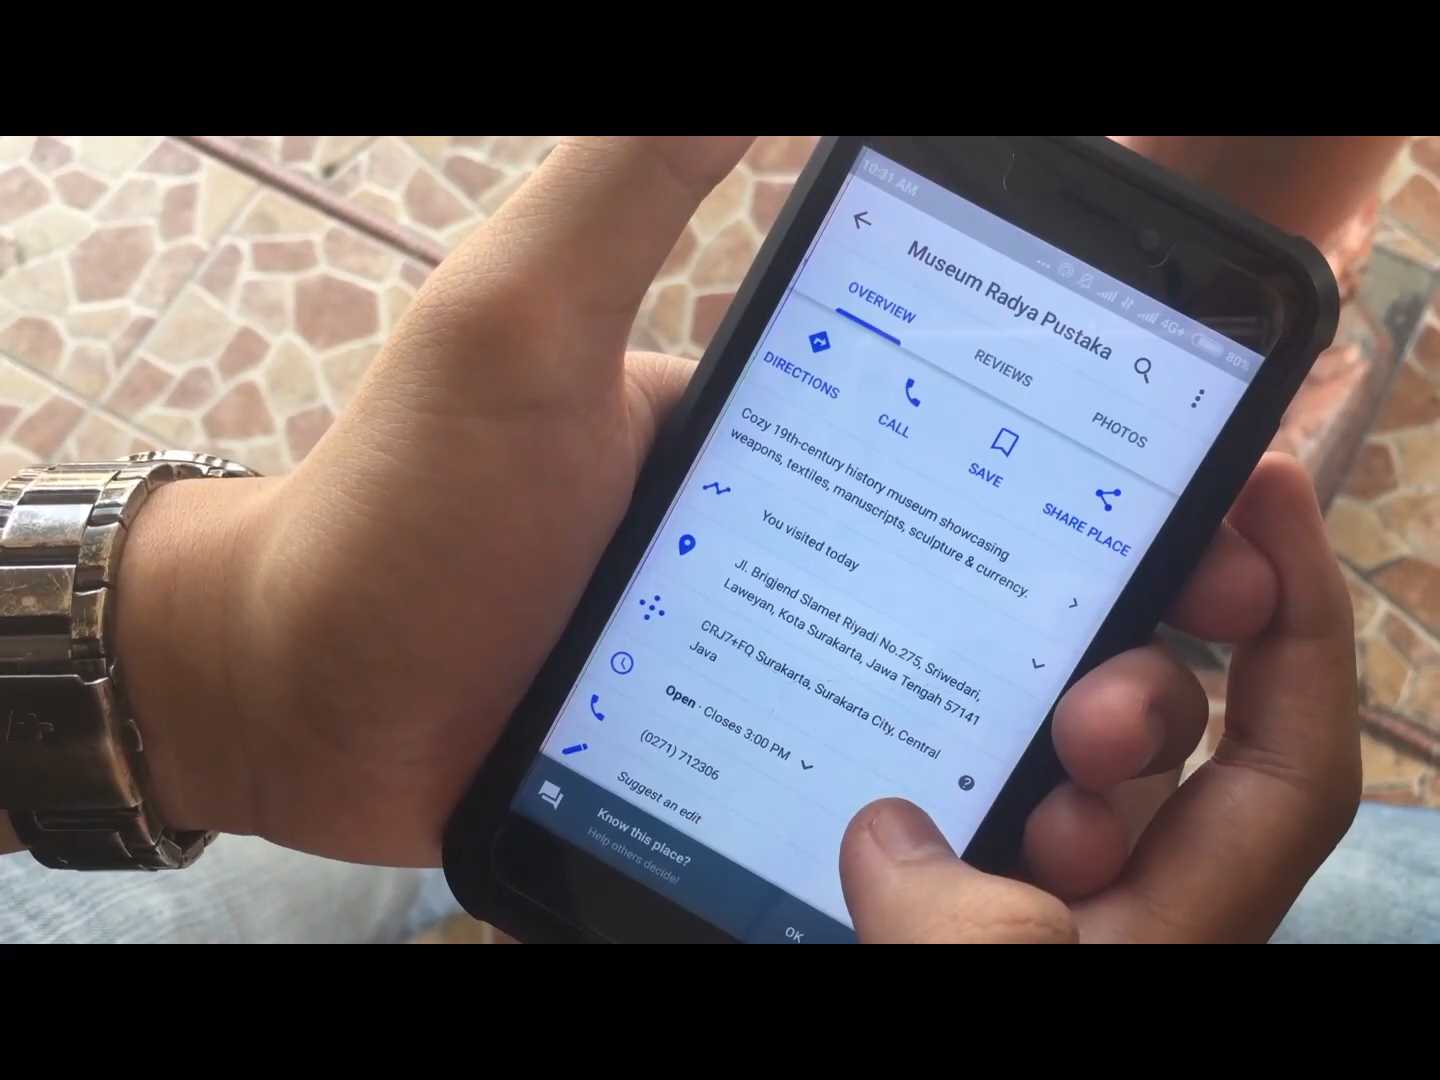 10:31 AM
4G+ 80%
Museum Radya Pustaka
OVERVIEW
REVIEWS
PHOTOS
DIRECTIONS
CALL
SAVE
SHARE PLACE
Cozy 19th-century history museum showcasing
weapons, textiles, manuscripts, sculpture & currency.
You visited today
Jl. Brigjend Slamet Riyadi No.275, Sriwedari,
Laweyan, Kota Surakarta, Jawa Tengah 57141
CRJ7+FQ Surakarta, Surakarta City, Central
Java
Open · Closes 3:00 PM
(0271) 712306
Suggest an edit
Know this place?
Help others decide!
OK